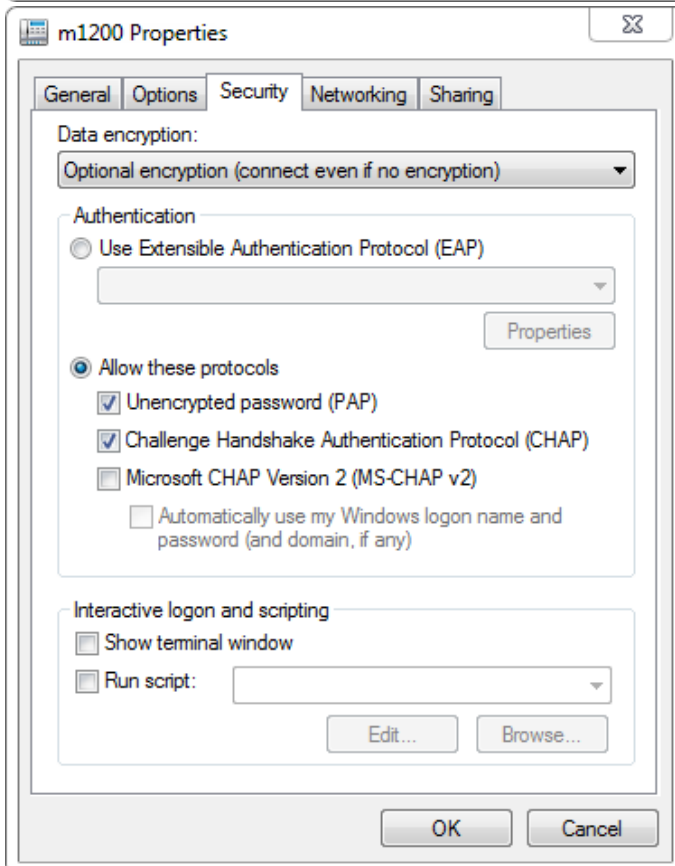 m1200 Properties
General Options Security Networking Sharing
Data encryption:
Optional encryption (connect even if no encryption)
Authentication
Use Extensible Authentication Protocol (EAP)
Properties
Allow these protocols
Unencrypted password (PAP)
Challenge Handshake Authentication Protocol (CHAP)
Microsoft CHAP Version 2 (MS-CHAP v2)
Automatically use my Windows logon name and
password (and domain, if any)
Interactive logon and scripting
Show terminal window
Run script:
Edit... Browse...
OK Cancel